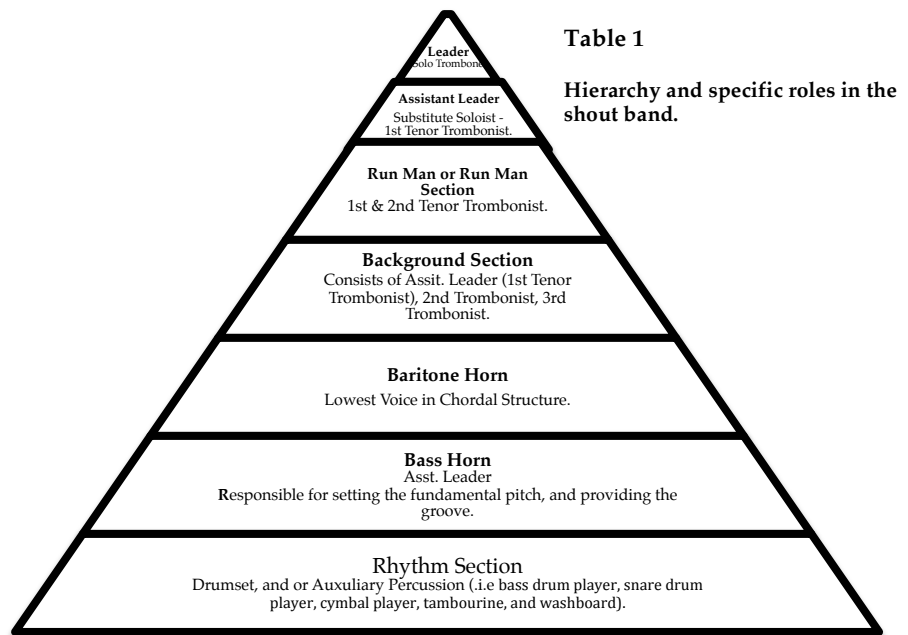 Leader
Solo Trombone
Table 1
Hierarchy and specific roles in the
shout band.
Assistant Leader
Substitute Soloist -
1st Tenor Trombonist.
Run Man or Run Man
Section
1st & 2nd Tenor Trombonist.
Background Section
Consists of Assit. Leader (1st Tenor
Trombonist), 2nd Trombonist, 3rd
Trombonist.
Baritone Horn
Lowest Voice in Chordal Structure.
Bass Horn
Asst. Leader
Responsible for setting the fundamental pitch, and providing the
groove.
Rhythm Section
Drumset, and or Auxuliary Percussion (.i.e bass drum player, snare drum
player, cymbal player, tambourine, and washboard).